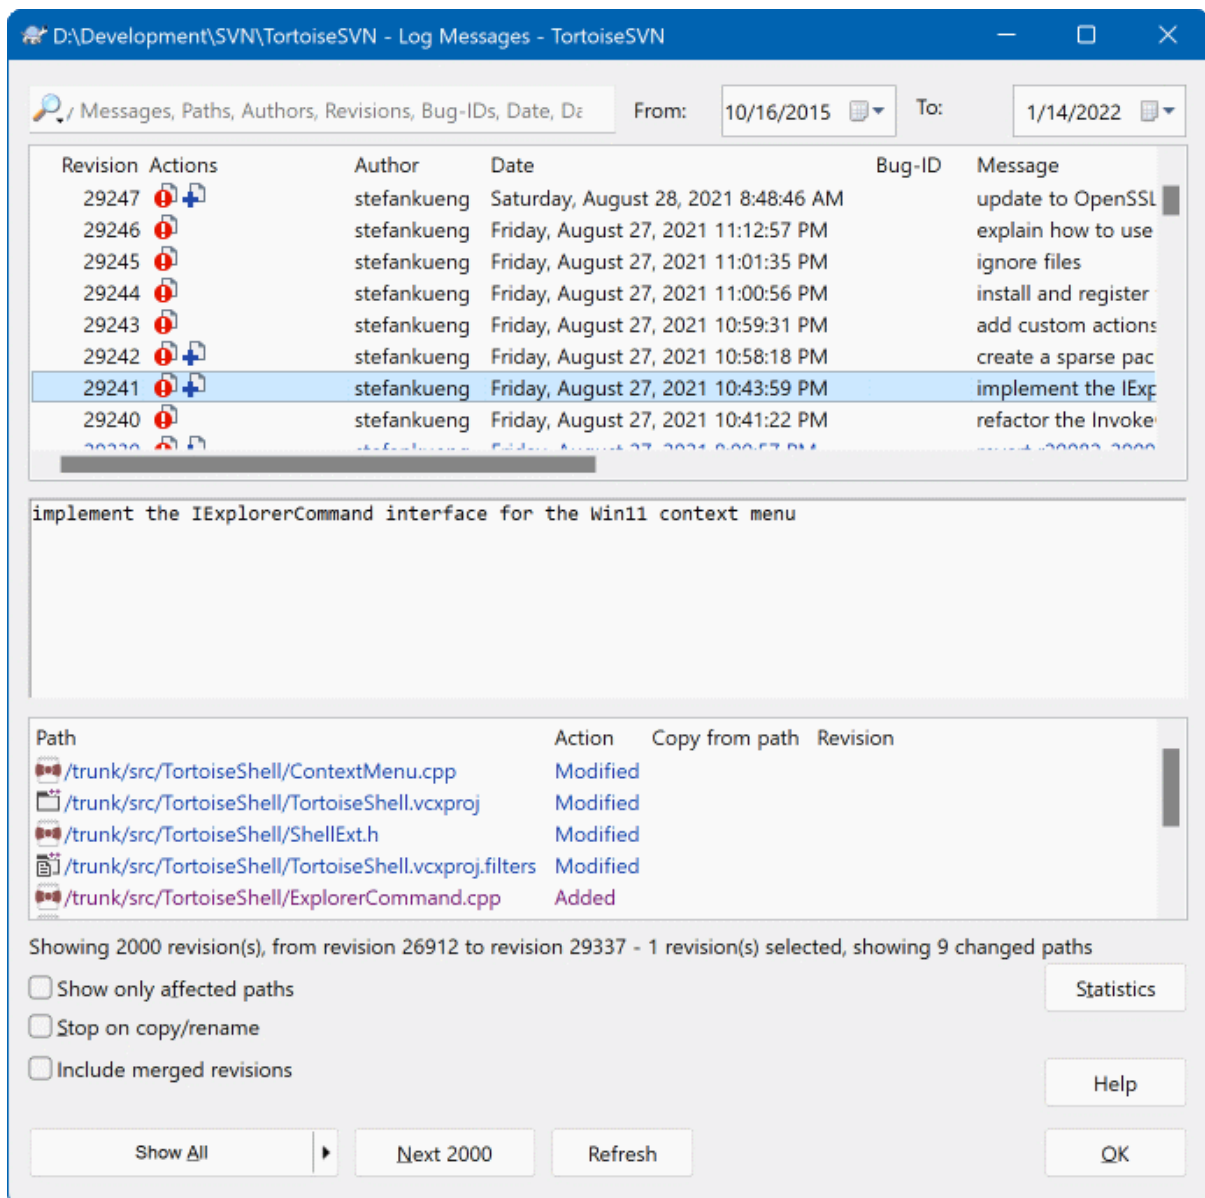 D:\Development\SVN\TortoiseSVN - Log Messages - TortoiseSVN
Messages, Paths, Authors, Revisions, Bug-IDs, Date, Da From: 10/16/2015 To: 1/14/2022
Revision Actions Author Date Bug-ID Message
29247 stefankueng Saturday, August 28, 2021 8:48:46 AM update to OpenSSL
29246 stefankueng Friday, August 27, 2021 11:12:57 PM explain how to use
29245 stefankueng Friday, August 27, 2021 11:01:35 PM ignore files
29244 stefankueng Friday, August 27, 2021 11:00:56 PM install and register
29243 stefankueng Friday, August 27, 2021 10:59:31 PM add custom actions
29242 stefankueng Friday, August 27, 2021 10:58:18 PM create a sparse pac
29241 stefankueng Friday, August 27, 2021 10:43:59 PM implement the IExp
29240 stefankueng Friday, August 27, 2021 10:41:22 PM refactor the Invoke
implement the IExplorerCommand interface for the Win11 context menu
Path Action Copy from path Revision
/trunk/src/TortoiseShell/ContextMenu.cpp Modified
/trunk/src/TortoiseShell/TortoiseShell.vcxproj Modified
/trunk/src/TortoiseShell/ShellExt.h Modified
/trunk/src/TortoiseShell/TortoiseShell.vcxproj.filters Modified
/trunk/src/TortoiseShell/ExplorerCommand.cpp Added
Showing 2000 revision(s), from revision 26912 to revision 29337 - 1 revision(s) selected, showing 9 changed paths
Show only affected paths
Statistics
Stop on copy/rename
Include merged revisions
Help
Show All Next 2000 Refresh OK